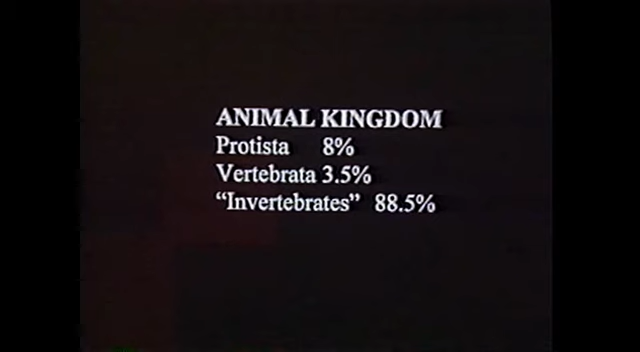 ANIMAL KINGDOM
Protista 8%
Vertebrata 3.5%
“Invertebrates” 88.5%